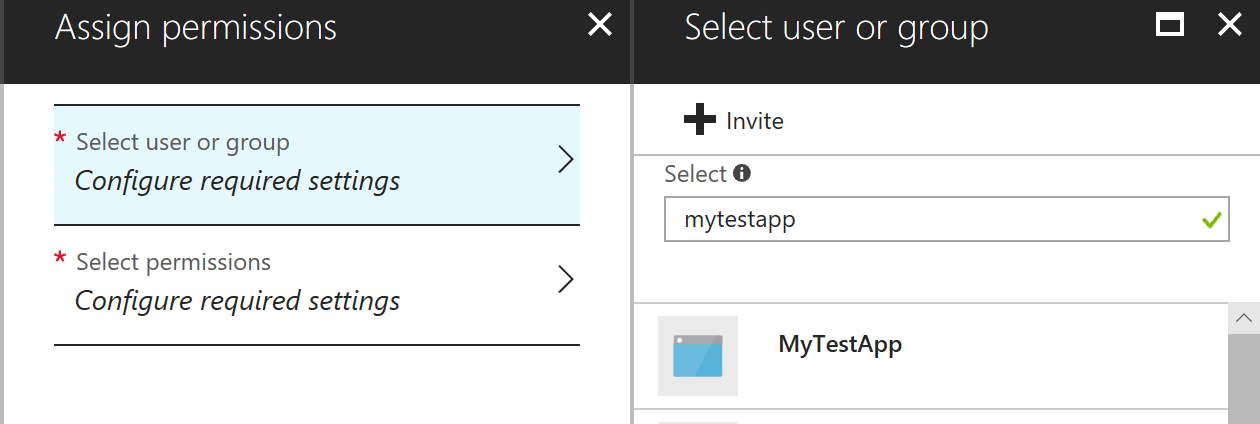 Assign permissions
* Select user or group
Configure required settings
* Select permissions
Configure required settings
Select user or group
Invite
Select
mytestapp
MyTestApp